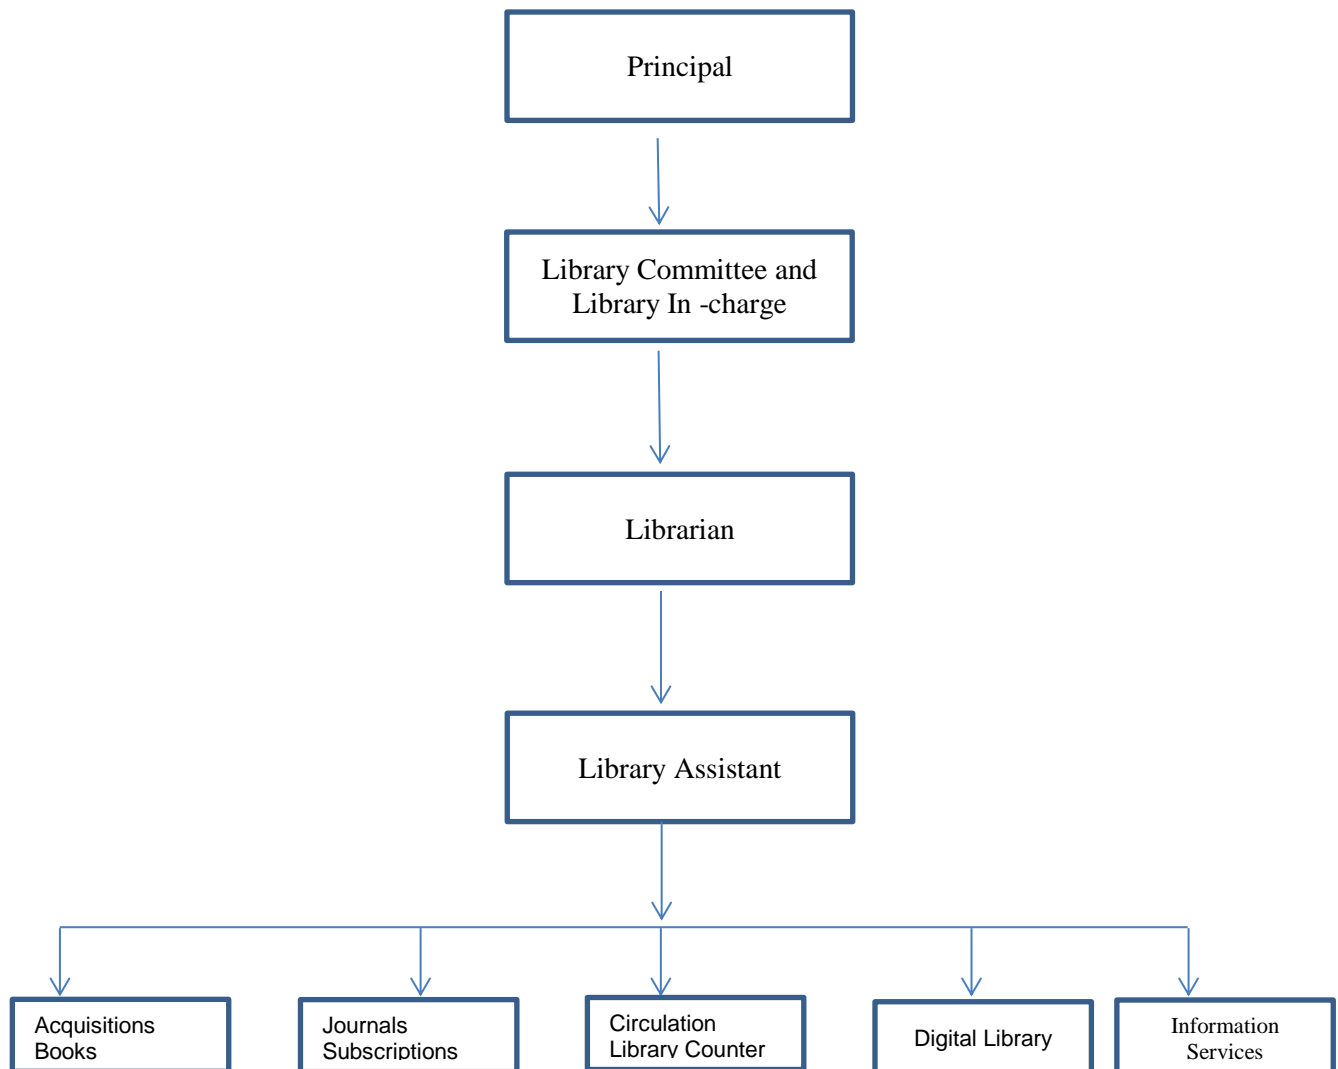 Principal
Library Committee and
Library In -charge
Librarian
Library Assistant
Acquisitions
Books
Journals
Subscriptions
Circulation
Library Counter
Digital Library
Information
Services